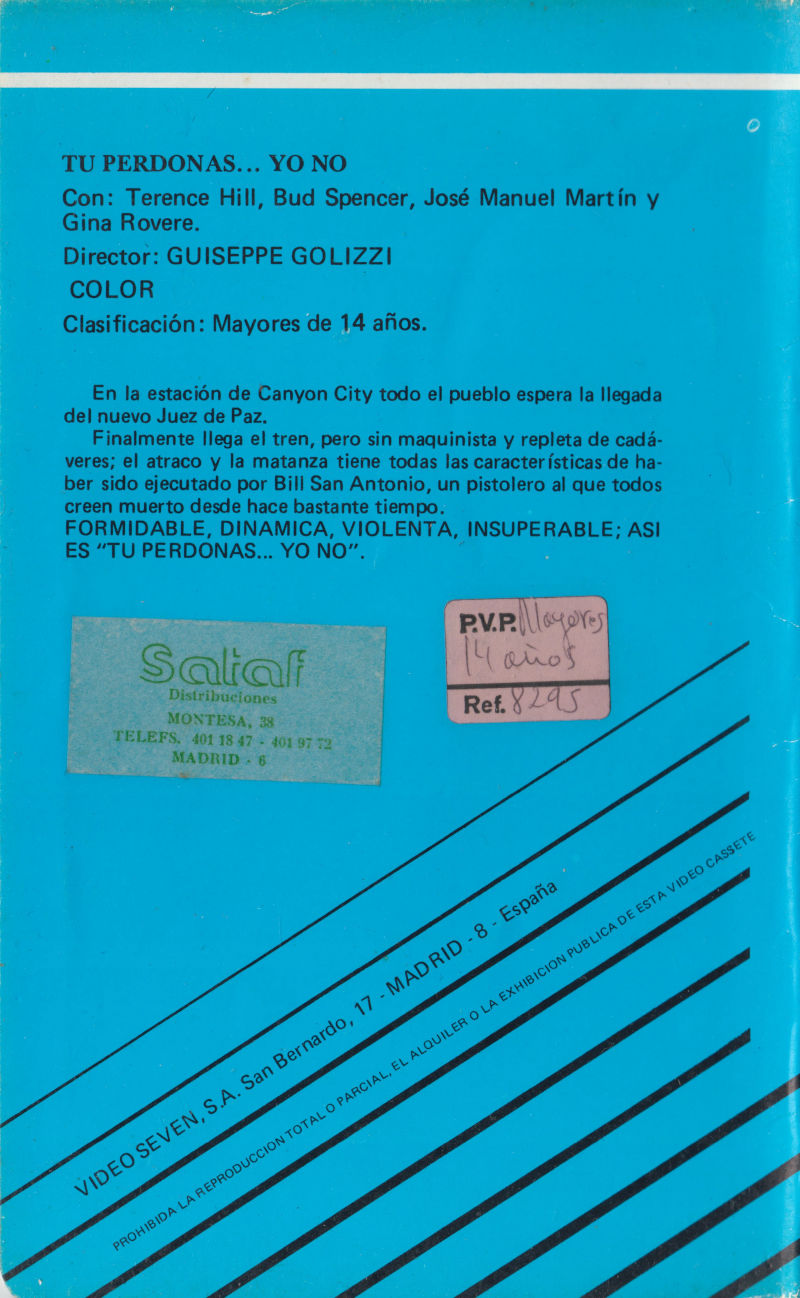 TU PERDONAS... YO NO
Con: Terence Hill, Bud Spencer, José Manuel Martín y
Gina Rovere.
Director: GUISEPPE GOLIZZI
COLOR
Clasificación: Mayores de 14 años.
En la estación de Canyon City todo el pueblo espera la llegada
del nuevo Juez de Paz.
Finalmente llega el tren, pero sin maquinista y repleta de cadá-
veres; el atraco y la matanza tiene todas las características de ha-
ber sido ejecutado por Bill San Antonio, un pistolero al que todos
creen muerto desde hace bastante tiempo.
FORMIDABLE, DINAMICA, VIOLENTA, INSUPERABLE; ASI
ES "TU PERDONAS... YO NO".
Saltaff
Distribuciones
MONTESA, 38
TELEFS. 401 18 47 - 401 97 72
MADRID - 6
P.V.P. Mayores
14 años
Ref. 8295
VIDEO SEVEN, S.A. San Bernardo, 17 - MADRID - 8 - España
PROHIBIDA LA REPRODUCCION TOTAL O PARCIAL, EL ALQUILER O LA EXHIBICION PUBLICA DE ESTA VIDEO CASSETE